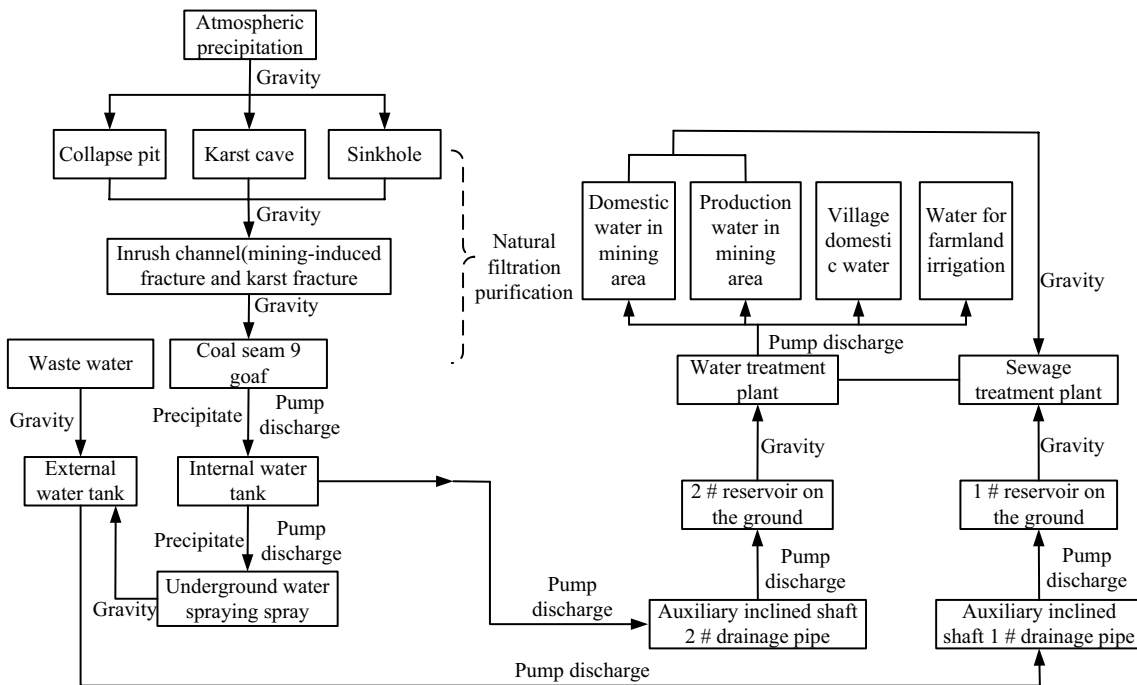 Atmospheric
precipitation
Gravity
Collapse pit
Karst cave
Sinkhole
Gravity
Inrush channel(mining-induced
fracture and karst fracture
Gravity
Natural
filtration
purification
Waste water
Coal seam 9
goaf
Gravity
Precipitate
Pump
discharge
External
water tank
Internal water
tank
Precipitate
Pump
discharge
Gravity
Underground water
spraying spray
Domestic
water in
mining
area
Production
water in
mining
area
Village
domesti
c water
Water for
farmland
irrigation
Gravity
Pump discharge
Water treatment
plant
Sewage
treatment plant
Gravity
Gravity
2 # reservoir on
the ground
1 # reservoir on
the ground
Pump
discharge
Pump
discharge
Pump
discharge
Auxiliary inclined shaft
2 # drainage pipe
Auxiliary inclined
shaft 1 # drainage pipe
Pump discharge